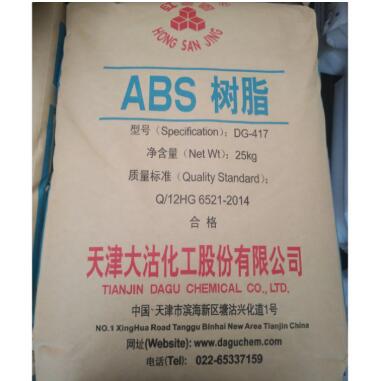 HONG SAN JING
ABS 树脂
型号（Specification）：DG-417
净含量（Net Wt）：25kg
质量标准（Quality Standard）：
Q/12HG 6521-2014
合格
天津大沽化工股份有限公司
TIANJIN DAGU CHEMICAL CO., LTD.
中国·天津市滨海新区塘沽兴化道1号
NO.1 XingHua Road Tanggu Binhai New Area Tianjin China
网址(Website): www.daguchem.com
电话(Tel): 022-65337159